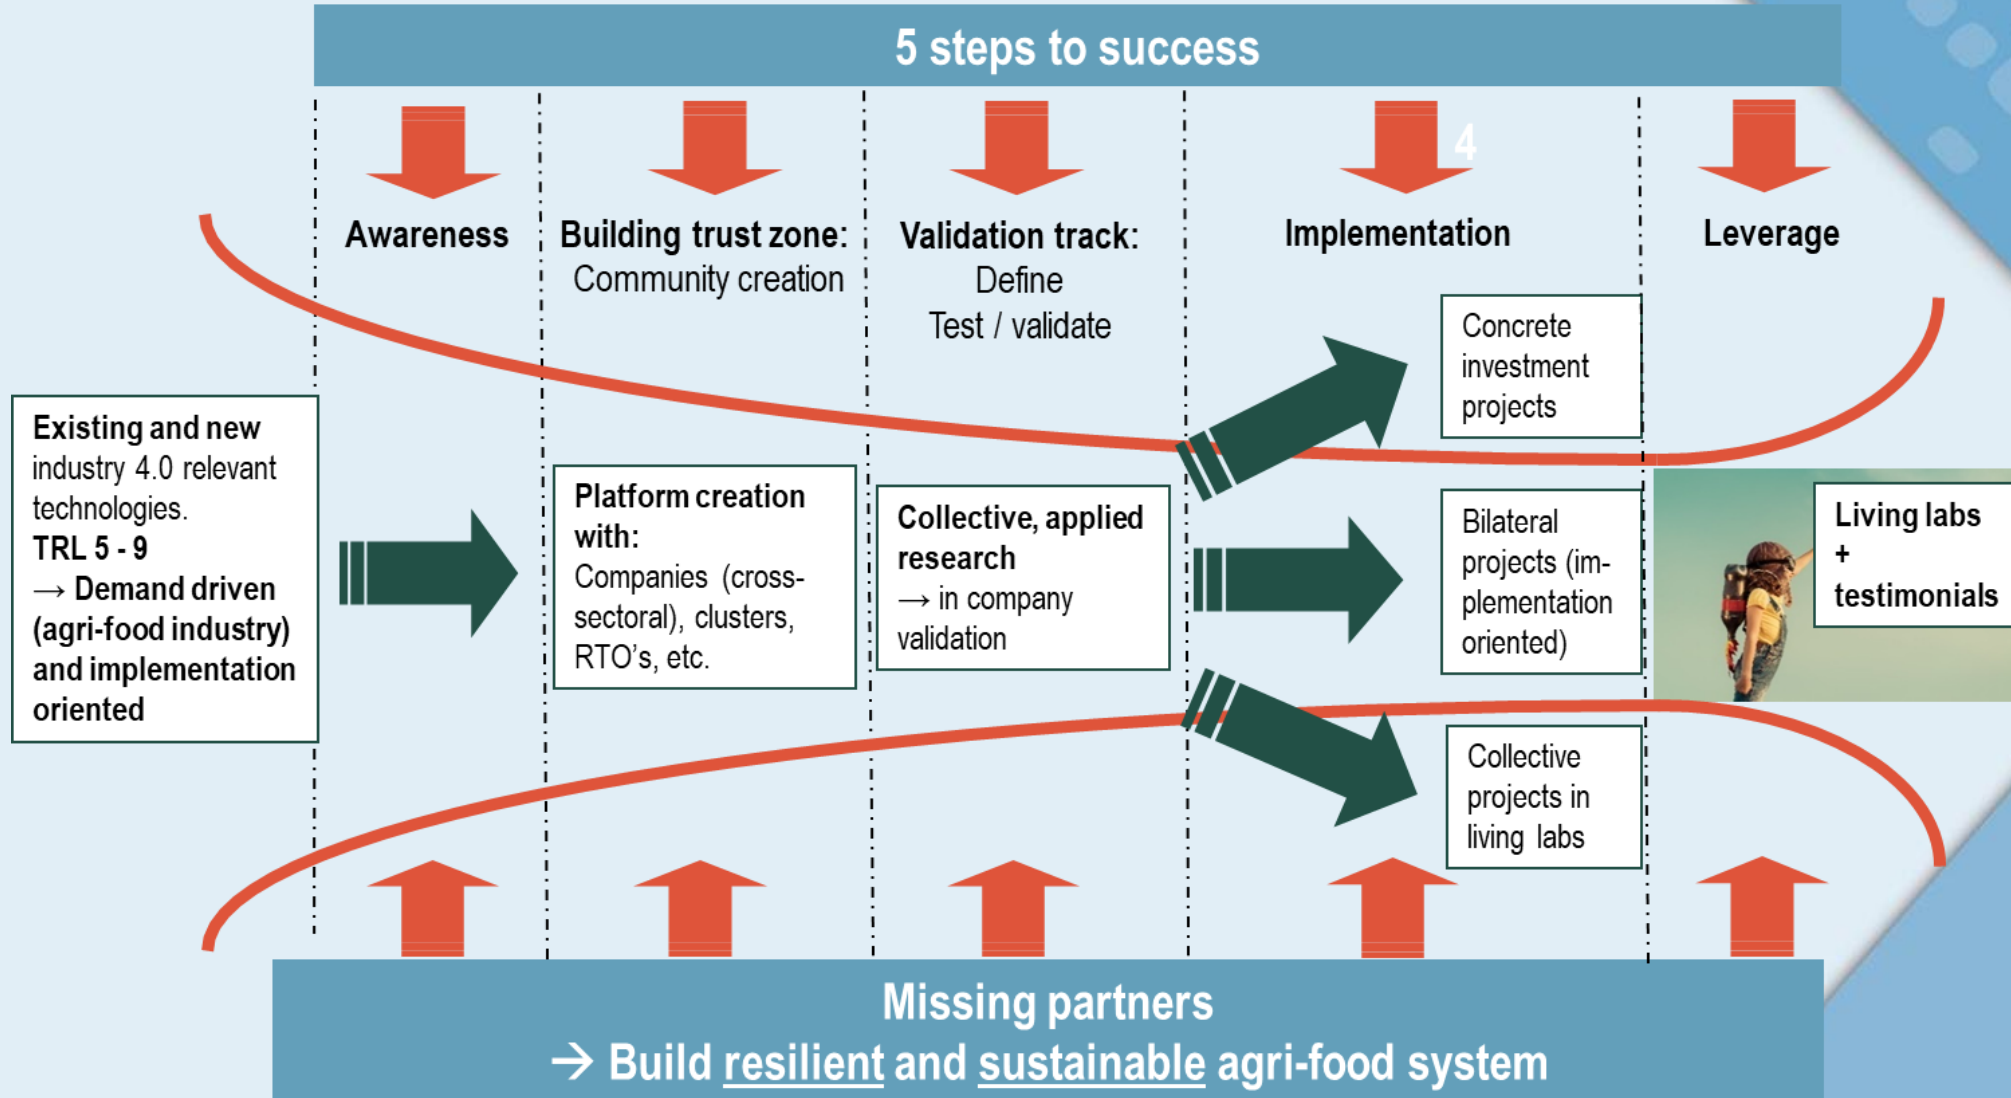 5 steps to success
4
Awareness
Building trust zone:
Community creation
Validation track:
Define
Test / validate
Implementation
Leverage
Existing and new
industry 4.0 relevant
technologies.
TRL 5 - 9
→ Demand driven
(agri-food industry)
and implementation
oriented
Platform creation
with:
Companies (cross-
sectoral), clusters,
RTO's, etc.
Collective, applied
research
→ in company
validation
Concrete
investment
projects
Bilateral
projects (im-
plementation
oriented)
Collective
projects in
living labs
Living labs
+
testimonials
Missing partners
→ Build resilient and sustainable agri-food system